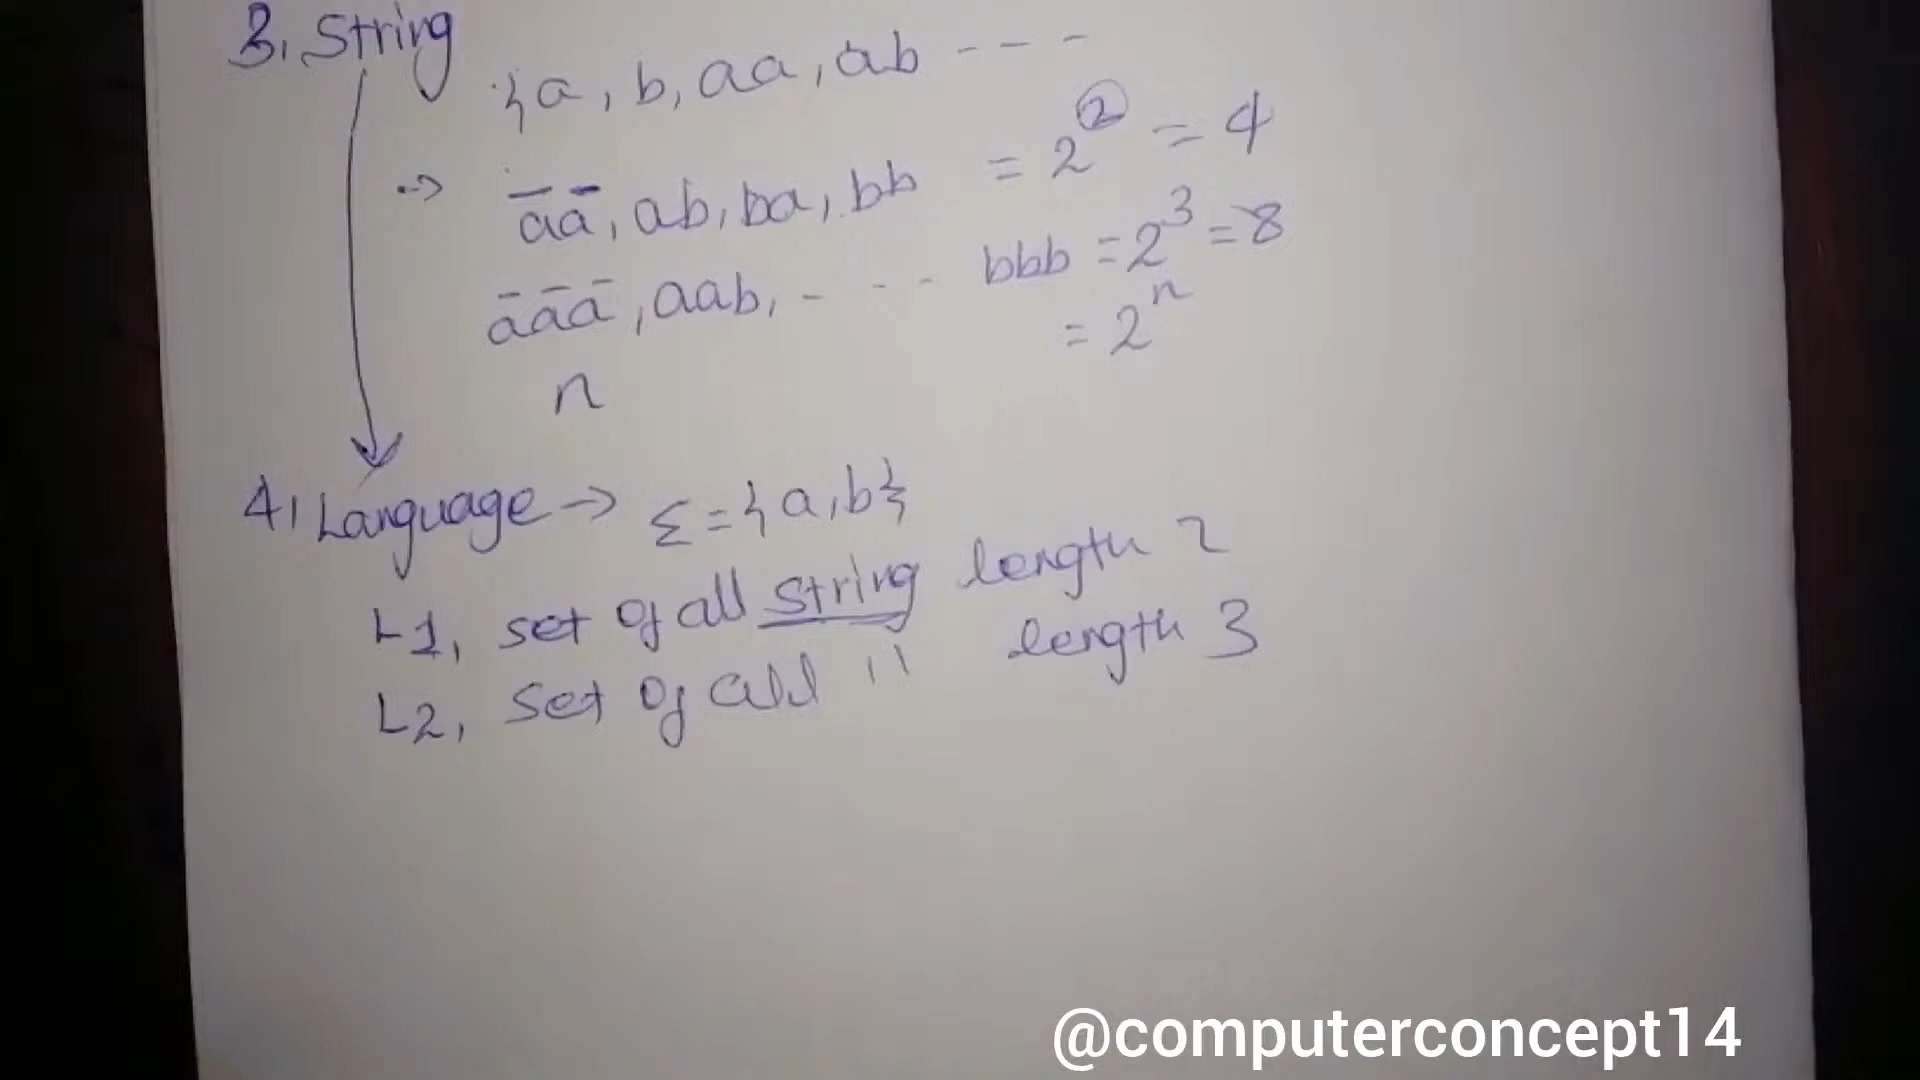 3. String
{a, b, aa, ab - - -
-> aa, ab, ba, bb = 2^2 = 4
aaa, aab, - - - - bbb = 2^3 = 8
n = 2^n
4, Language -> Σ = {a,b}
L1, set of all string length 2
L2, set of all " length 3
@computerconcept14